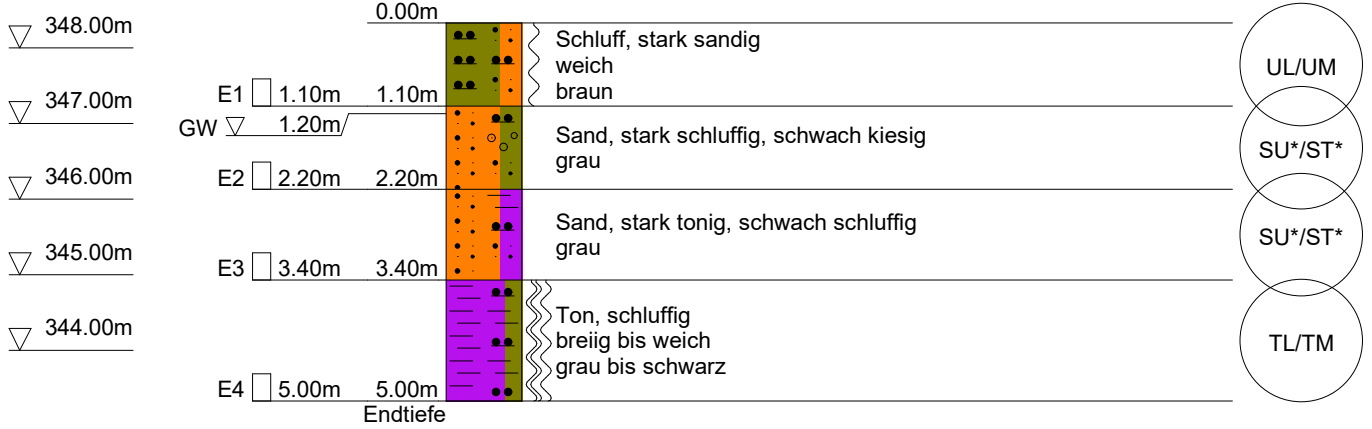 0.00m
348.00m
Schluff, stark sandig
weich
braun
UL/UM
347.00m
E1 1.10m 1.10m
GW 1.20m
Sand, stark schluffig, schwach kiesig
grau
SU*/ST*
346.00m
E2 2.20m 2.20m
Sand, stark tonig, schwach schluffig
grau
SU*/ST*
345.00m
E3 3.40m 3.40m
344.00m
Ton, schluffig
breiig bis weich
grau bis schwarz
TL/TM
E4 5.00m 5.00m
Endtiefe